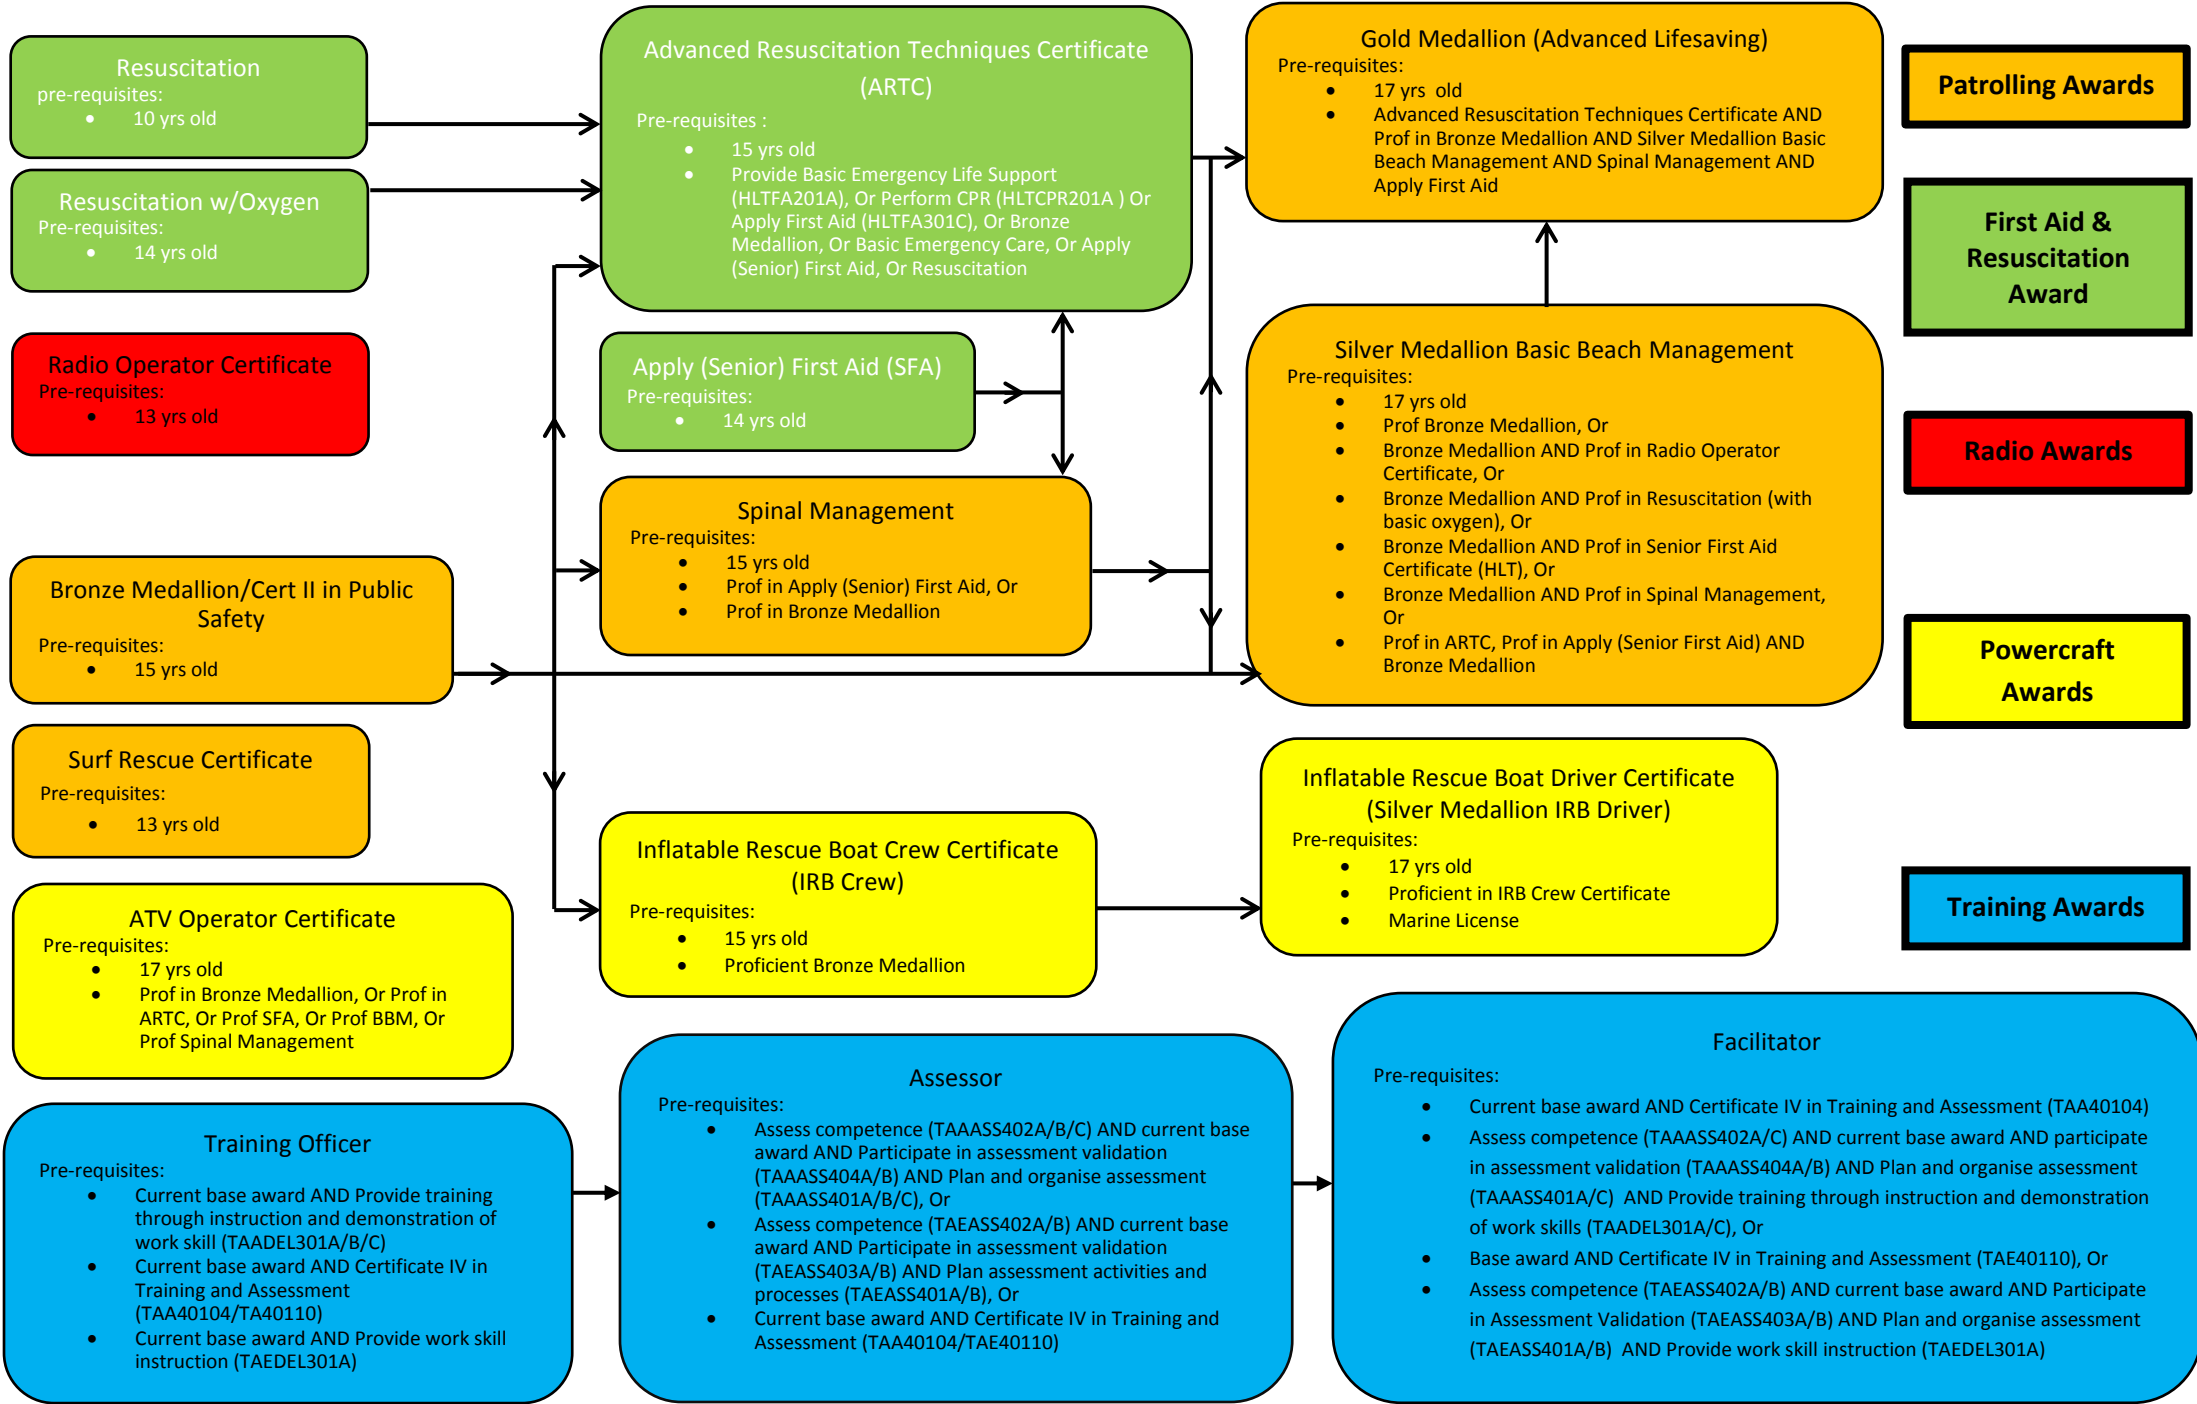 Resuscitation
pre-requisites:
• 10 yrs old
Resuscitation w/Oxygen
Pre-requisites:
• 14 yrs old
Radio Operator Certificate
Pre-requisites:
• 13 yrs old
Bronze Medallion/Cert II in Public
Safety
Pre-requisites:
• 15 yrs old
Surf Rescue Certificate
Pre-requisites:
• 13 yrs old
ATV Operator Certificate
Pre-requisites:
• 17 yrs old
• Prof in Bronze Medallion, Or Prof in
ARTC, Or Prof SFA, Or Prof BBM, Or
Prof Spinal Management
Training Officer
Pre-requisites:
• Current base award AND Provide training
through instruction and demonstration of
work skill (TAADEL301A/B/C)
• Current base award AND Certificate IV in
Training and Assessment
(TAA40104/TA40110)
• Current base award AND Provide work skill
instruction (TAEDEL301A)
Advanced Resuscitation Techniques Certificate
(ARTC)
Pre-requisites :
• 15 yrs old
• Provide Basic Emergency Life Support
(HLTFA201A), Or Perform CPR (HLTCPR201A ) Or
Apply First Aid (HLTFA301C), Or Bronze
Medallion, Or Basic Emergency Care, Or Apply
(Senior) First Aid, Or Resuscitation
Apply (Senior) First Aid (SFA)
Pre-requisites:
• 14 yrs old
Spinal Management
Pre-requisites:
• 15 yrs old
• Prof in Apply (Senior) First Aid, Or
• Prof in Bronze Medallion
Inflatable Rescue Boat Crew Certificate
(IRB Crew)
Pre-requisites:
• 15 yrs old
• Proficient Bronze Medallion
Assessor
Pre-requisites:
• Assess competence (TAAASS402A/B/C) AND current base
award AND Participate in assessment validation
(TAAASS404A/B) AND Plan and organise assessment
(TAAASS401A/B/C), Or
• Assess competence (TAEASS402A/B) AND current base
award AND Participate in assessment validation
(TAEASS403A/B) AND Plan assessment activities and
processes (TAEASS401A/B), Or
• Current base award AND Certificate IV in Training and
Assessment (TAA40104/TAE40110)
Gold Medallion (Advanced Lifesaving)
Pre-requisites:
• 17 yrs  old
• Advanced Resuscitation Techniques Certificate AND
Prof in Bronze Medallion AND Silver Medallion Basic
Beach Management AND Spinal Management AND
Apply First Aid
Silver Medallion Basic Beach Management
Pre-requisites:
• 17 yrs old
• Prof Bronze Medallion, Or
• Bronze Medallion AND Prof in Radio Operator
Certificate, Or
• Bronze Medallion AND Prof in Resuscitation (with
basic oxygen), Or
• Bronze Medallion AND Prof in Senior First Aid
Certificate (HLT), Or
• Bronze Medallion AND Prof in Spinal Management,
Or
• Prof in ARTC, Prof in Apply (Senior First Aid) AND
Bronze Medallion
Inflatable Rescue Boat Driver Certificate
(Silver Medallion IRB Driver)
Pre-requisites:
• 17 yrs old
• Proficient in IRB Crew Certificate
• Marine License
Facilitator
Pre-requisites:
• Current base award AND Certificate IV in Training and Assessment (TAA40104)
• Assess competence (TAAASS402A/C) AND current base award AND participate
in assessment validation (TAAASS404A/B) AND Plan and organise assessment
(TAAASS401A/C)  AND Provide training through instruction and demonstration
of work skills (TAADEL301A/C), Or
• Base award AND Certificate IV in Training and Assessment (TAE40110), Or
• Assess competence (TAEASS402A/B) AND current base award AND Participate
in Assessment Validation (TAEASS403A/B) AND Plan and organise assessment
(TAEASS401A/B)  AND Provide work skill instruction (TAEDEL301A)
Patrolling Awards
First Aid &
Resuscitation
Award
Radio Awards
Powercraft
Awards
Training Awards